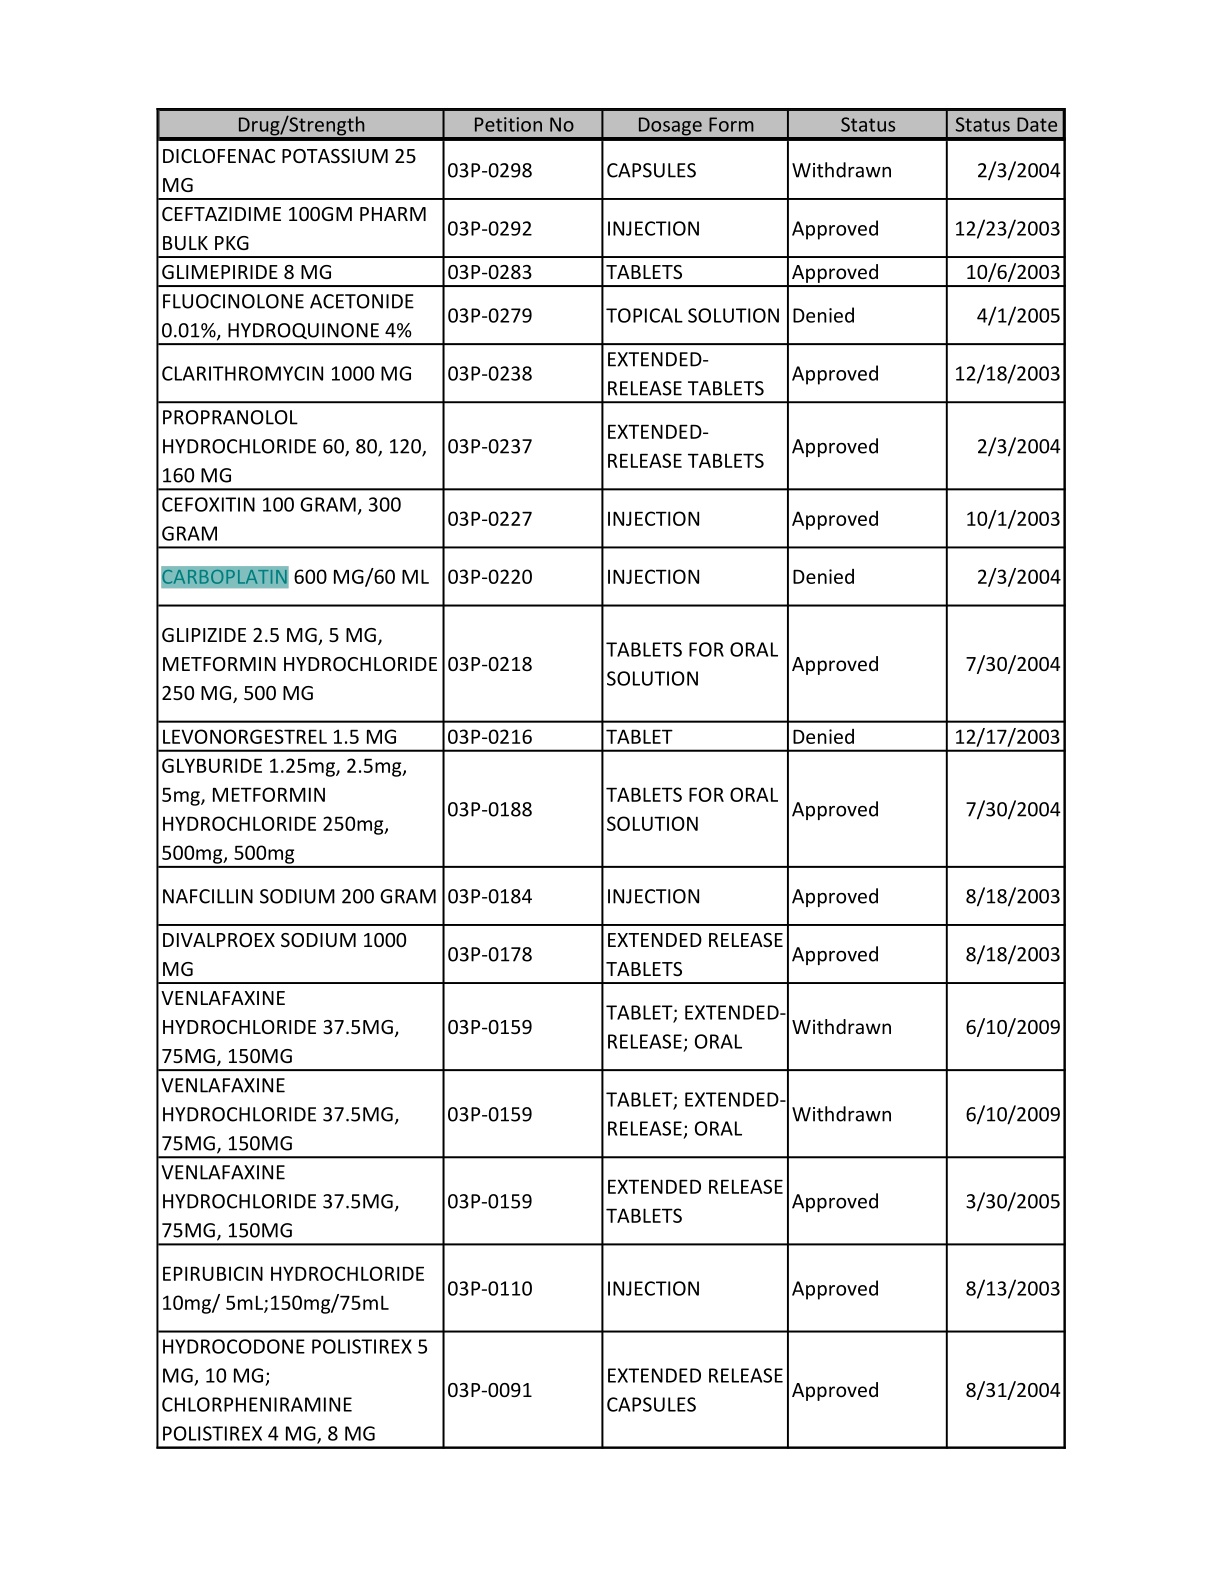 Drug/Strength Petition No Dosage Form Status Status Date
DICLOFENAC POTASSIUM 25
MG 03P-0298 CAPSULES Withdrawn 2/3/2004
CEFTAZIDIME 100GM PHARM
BULK PKG 03P-0292 INJECTION Approved 12/23/2003
GLIMEPIRIDE 8 MG 03P-0283 TABLETS Approved 10/6/2003
FLUOCINOLONE ACETONIDE
0.01%, HYDROQUINONE 4% 03P-0279 TOPICAL SOLUTION Denied 4/1/2005
CLARITHROMYCIN 1000 MG 03P-0238 EXTENDED-
RELEASE TABLETS Approved 12/18/2003
PROPRANOLOL
HYDROCHLORIDE 60, 80, 120,
160 MG 03P-0237 EXTENDED-
RELEASE TABLETS Approved 2/3/2004
CEFOXITIN 100 GRAM, 300
GRAM 03P-0227 INJECTION Approved 10/1/2003
CARBOPLATIN 600 MG/60 ML 03P-0220 INJECTION Denied 2/3/2004
GLIPIZIDE 2.5 MG, 5 MG,
METFORMIN HYDROCHLORIDE
250 MG, 500 MG 03P-0218 TABLETS FOR ORAL
SOLUTION Approved 7/30/2004
LEVONORGESTREL 1.5 MG 03P-0216 TABLET Denied 12/17/2003
GLYBURIDE 1.25mg, 2.5mg,
5mg, METFORMIN
HYDROCHLORIDE 250mg,
500mg, 500mg 03P-0188 TABLETS FOR ORAL
SOLUTION Approved 7/30/2004
NAFCILLIN SODIUM 200 GRAM 03P-0184 INJECTION Approved 8/18/2003
DIVALPROEX SODIUM 1000
MG 03P-0178 EXTENDED RELEASE
TABLETS Approved 8/18/2003
VENLAFAXINE
HYDROCHLORIDE 37.5MG,
75MG, 150MG 03P-0159 TABLET; EXTENDED-
RELEASE; ORAL Withdrawn 6/10/2009
VENLAFAXINE
HYDROCHLORIDE 37.5MG,
75MG, 150MG 03P-0159 TABLET; EXTENDED-
RELEASE; ORAL Withdrawn 6/10/2009
VENLAFAXINE
HYDROCHLORIDE 37.5MG,
75MG, 150MG 03P-0159 EXTENDED RELEASE
TABLETS Approved 3/30/2005
EPIRUBICIN HYDROCHLORIDE
10mg/ 5mL;150mg/75mL 03P-0110 INJECTION Approved 8/13/2003
HYDROCODONE POLISTIREX 5
MG, 10 MG;
CHLORPHENIRAMINE
POLISTIREX 4 MG, 8 MG 03P-0091 EXTENDED RELEASE
CAPSULES Approved 8/31/2004